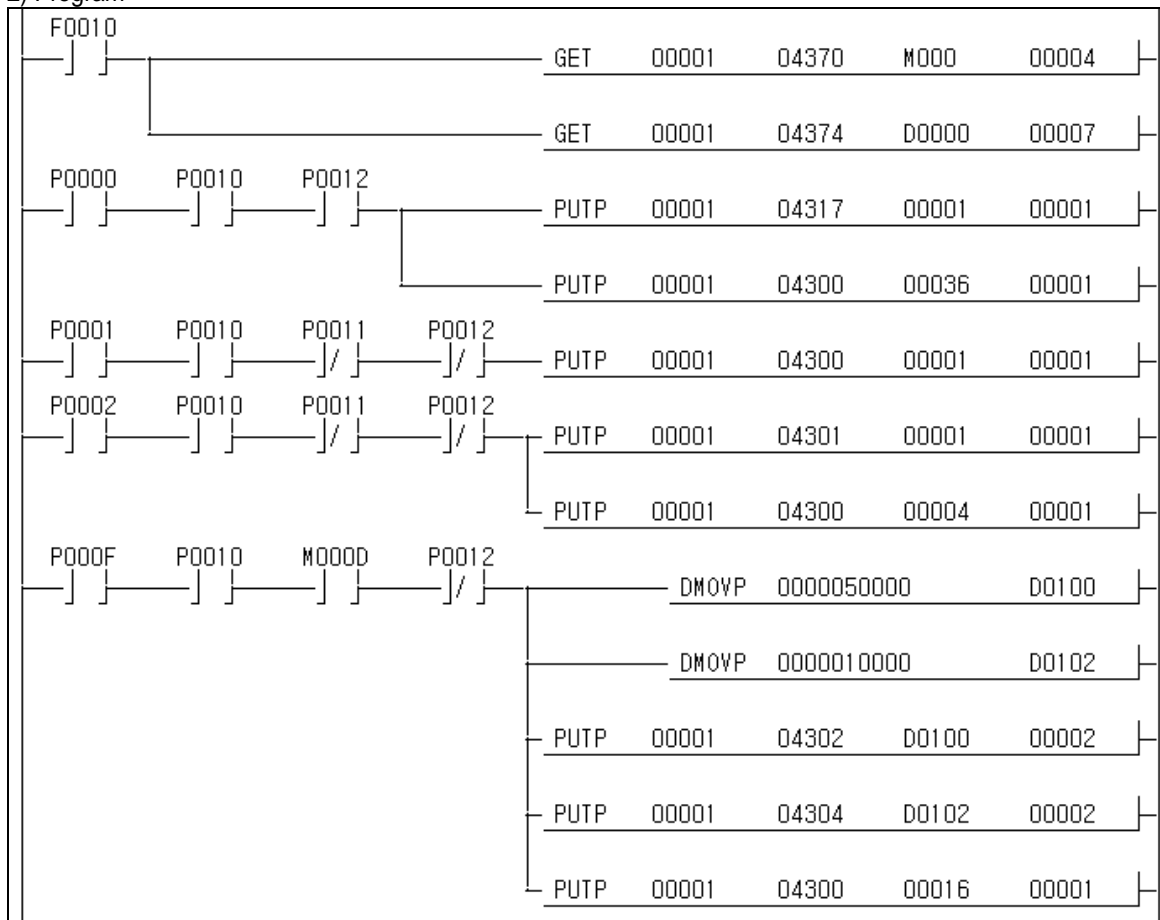 2) Program
F0010
GET 00001 04370 M000 00004
GET 00001 04374 D0000 00007
P0000 P0010 P0012
PUTP 00001 04317 00001 00001
PUTP 00001 04300 00036 00001
P0001 P0010 P0011 P0012
PUTP 00001 04300 00001 00001
P0002 P0010 P0011 P0012
PUTP 00001 04301 00001 00001
PUTP 00001 04300 00004 00001
P000F P0010 M000D P0012
DMOVP 0000050000 D0100
DMOVP 0000010000 D0102
PUTP 00001 04302 D0100 00002
PUTP 00001 04304 D0102 00002
PUTP 00001 04300 00016 00001